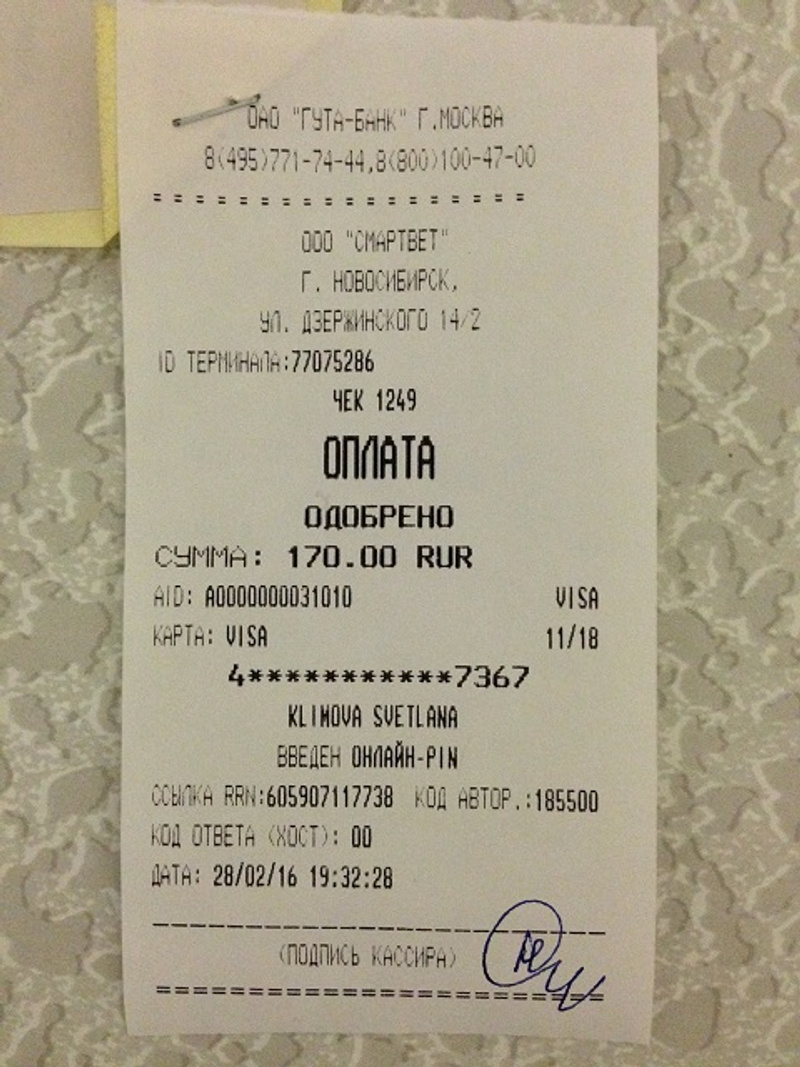 ОАО "ГУТА-БАНК" Г.МОСКВА
8(495)771-74-44,8(800)100-47-00
= = = = = = = = = = = = = = = = = =
ООО "СМАРТВЕТ"
Г. НОВОСИБИРСК,
УЛ. ДЗЕРЖИНСКОГО 14/2
ID ТЕРМИНАЛА:77075286
ЧЕК 1249
ОПЛАТА
ОДОБРЕНО
СУММА: 170.00 RUR
AID: A0000000031010 VISA
КАРТА: VISA 11/18
4***********7367
KLIMOVA SVETLANA
ВВЕДЕН ОНЛАЙН-PIN
ССЫЛКА RRN:605907117738 КОД АВТОР.:185500
КОД ОТВЕТА (ХОСТ): 00
ДАТА: 28/02/16 19:32:28
(ПОДПИСЬ КАССИРА)